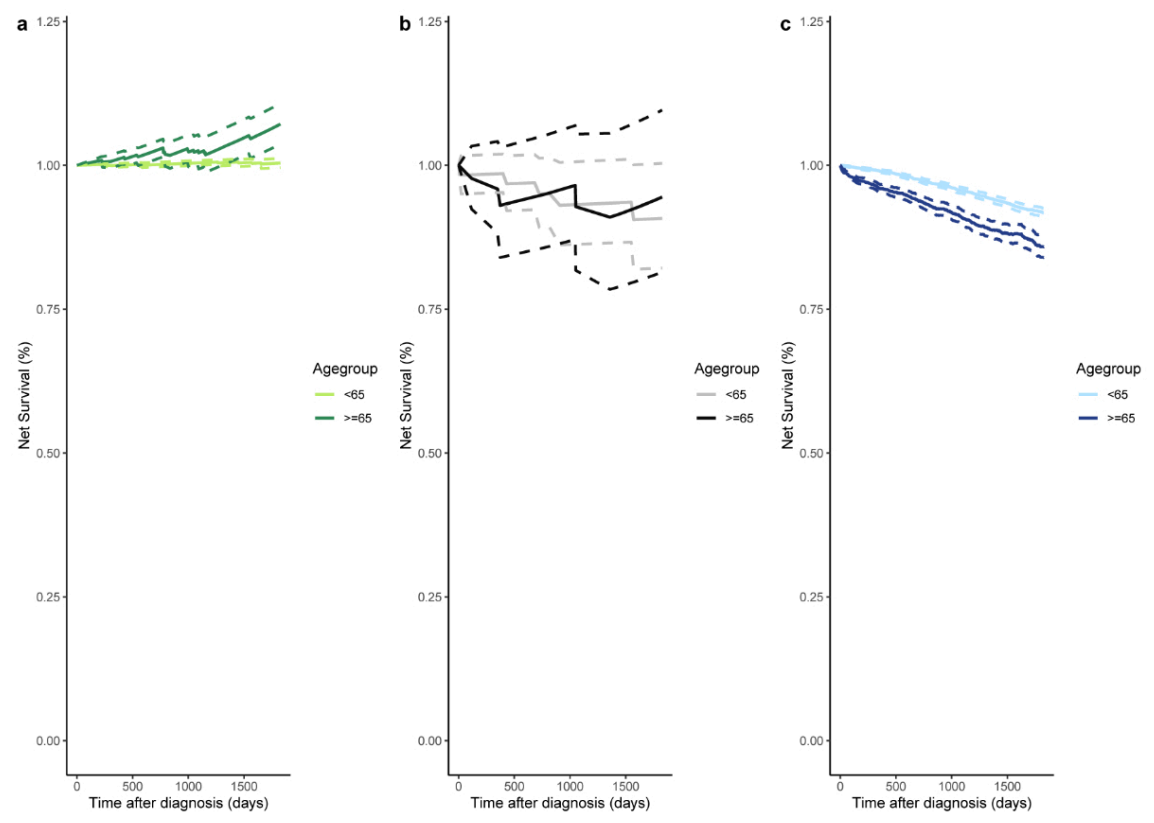 a
1.25
1.00
0.75
0.50
0.25
0.00
Net Survival (%)
0 500 1000 1500
Time after diagnosis (days)
Agegroup
<65
>=65
b
1.25
1.00
0.75
0.50
0.25
0.00
Net Survival (%)
0 500 1000 1500
Time after diagnosis (days)
Agegroup
<65
>=65
c
1.25
1.00
0.75
0.50
0.25
0.00
Net Survival (%)
0 500 1000 1500
Time after diagnosis (days)
Agegroup
<65
>=65